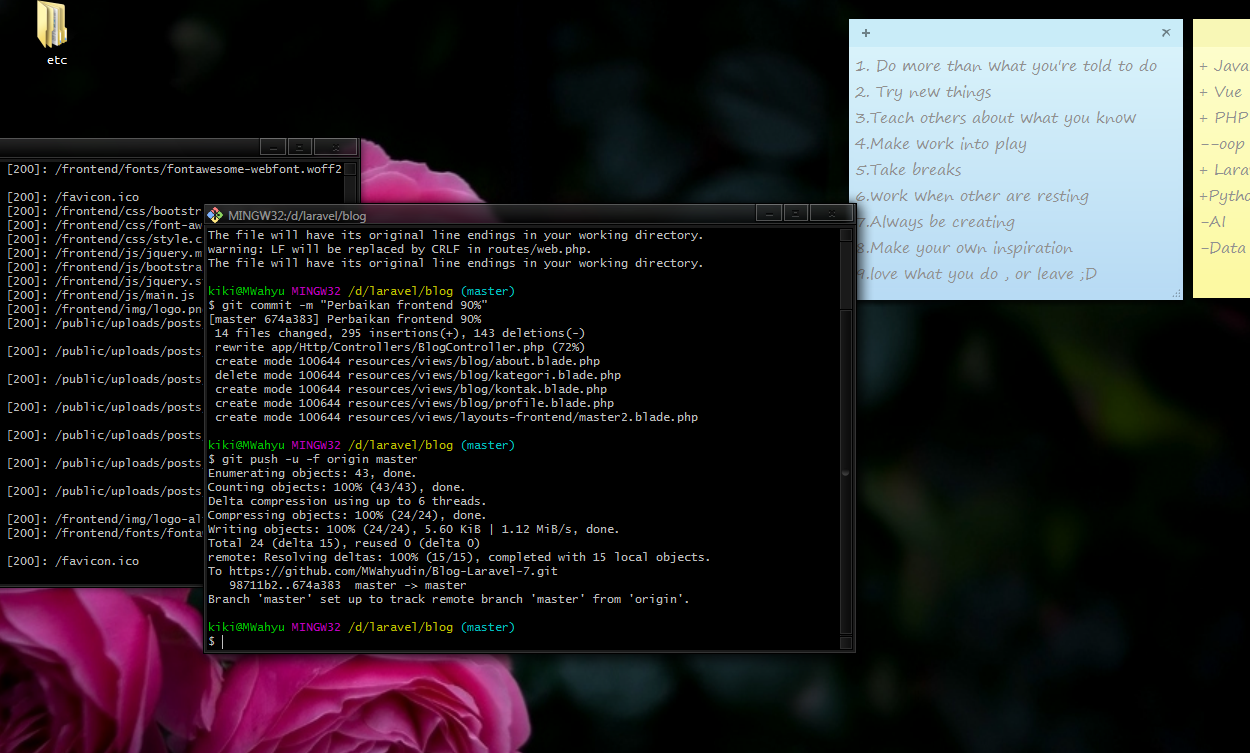 etc
[200]: /frontend/fonts/fontawesome-webfont.woff2
[200]: /favicon.ico
[200]: /frontend/css/bootstr
[200]: /frontend/css/font-aw
[200]: /frontend/css/style.c
[200]: /frontend/js/jquery.m
[200]: /frontend/js/bootstra
[200]: /frontend/js/jquery.s
[200]: /frontend/js/main.js
[200]: /frontend/img/logo.pn
[200]: /public/uploads/posts
[200]: /public/uploads/posts
[200]: /public/uploads/posts
[200]: /public/uploads/posts
[200]: /public/uploads/posts
[200]: /public/uploads/posts
[200]: /public/uploads/posts
[200]: /frontend/img/logo-al
[200]: /frontend/fonts/fonta
[200]: /favicon.ico
MINGW32:/d/laravel/blog
The file will have its original line endings in your working directory.
warning: LF will be replaced by CRLF in routes/web.php.
The file will have its original line endings in your working directory.
kiki@MWahyu MINGW32 /d/laravel/blog (master)
$ git commit -m "Perbaikan frontend 90%"
[master 674a383] Perbaikan frontend 90%
14 files changed, 295 insertions(+), 143 deletions(-)
rewrite app/Http/Controllers/BlogController.php (72%)
create mode 100644 resources/views/blog/about.blade.php
delete mode 100644 resources/views/blog/kategori.blade.php
create mode 100644 resources/views/blog/kontak.blade.php
create mode 100644 resources/views/blog/profile.blade.php
create mode 100644 resources/views/layouts-frontend/master2.blade.php
kiki@MWahyu MINGW32 /d/laravel/blog (master)
$ git push -u -f origin master
Enumerating objects: 43, done.
Counting objects: 100% (43/43), done.
Delta compression using up to 6 threads.
Compressing objects: 100% (24/24), done.
Writing objects: 100% (24/24), 5.60 KiB | 1.12 MiB/s, done.
Total 24 (delta 15), reused 0 (delta 0)
remote: Resolving deltas: 100% (15/15), completed with 15 local objects.
To https://github.com/MWahyudin/Blog-Laravel-7.git
98711b2..674a383  master -> master
Branch 'master' set up to track remote branch 'master' from 'origin'.
kiki@MWahyu MINGW32 /d/laravel/blog (master)
$
1. Do more than what you're told to do
2. Try new things
3.Teach others about what you know
4.Make work into play
5.Take breaks
6.work when other are resting
7.Always be creating
8.Make your own inspiration
9.love what you do , or leave ;D
+ Java
+ Vue
+ PHP
--oop
+ Lara
+Pytho
-AI
-Data